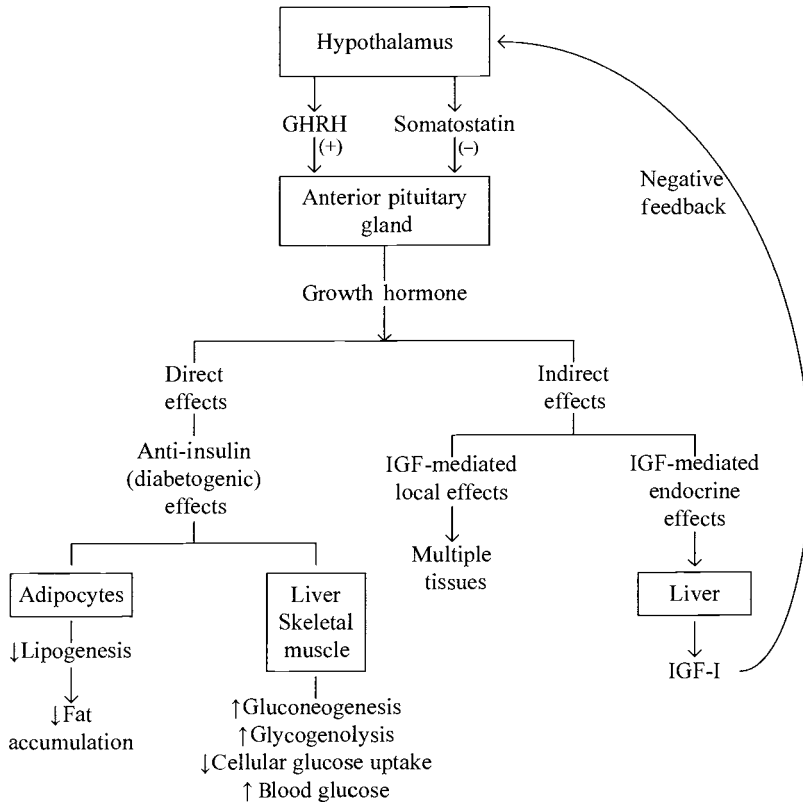 Hypothalamus
GHRH
(+)
Somatostatin
(–)
Anterior pituitary
gland
Negative
feedback
Growth hormone
Direct
effects
Indirect
effects
Anti-insulin
(diabetogenic)
effects
IGF-mediated
local effects
IGF-mediated
endocrine
effects
Multiple
tissues
Adipocytes
Liver
Skeletal
muscle
Liver
↓Lipogenesis
IGF-I
↓Fat
accumulation
↑Gluconeogenesis
↑Glycogenolysis
↓Cellular glucose uptake
↑ Blood glucose